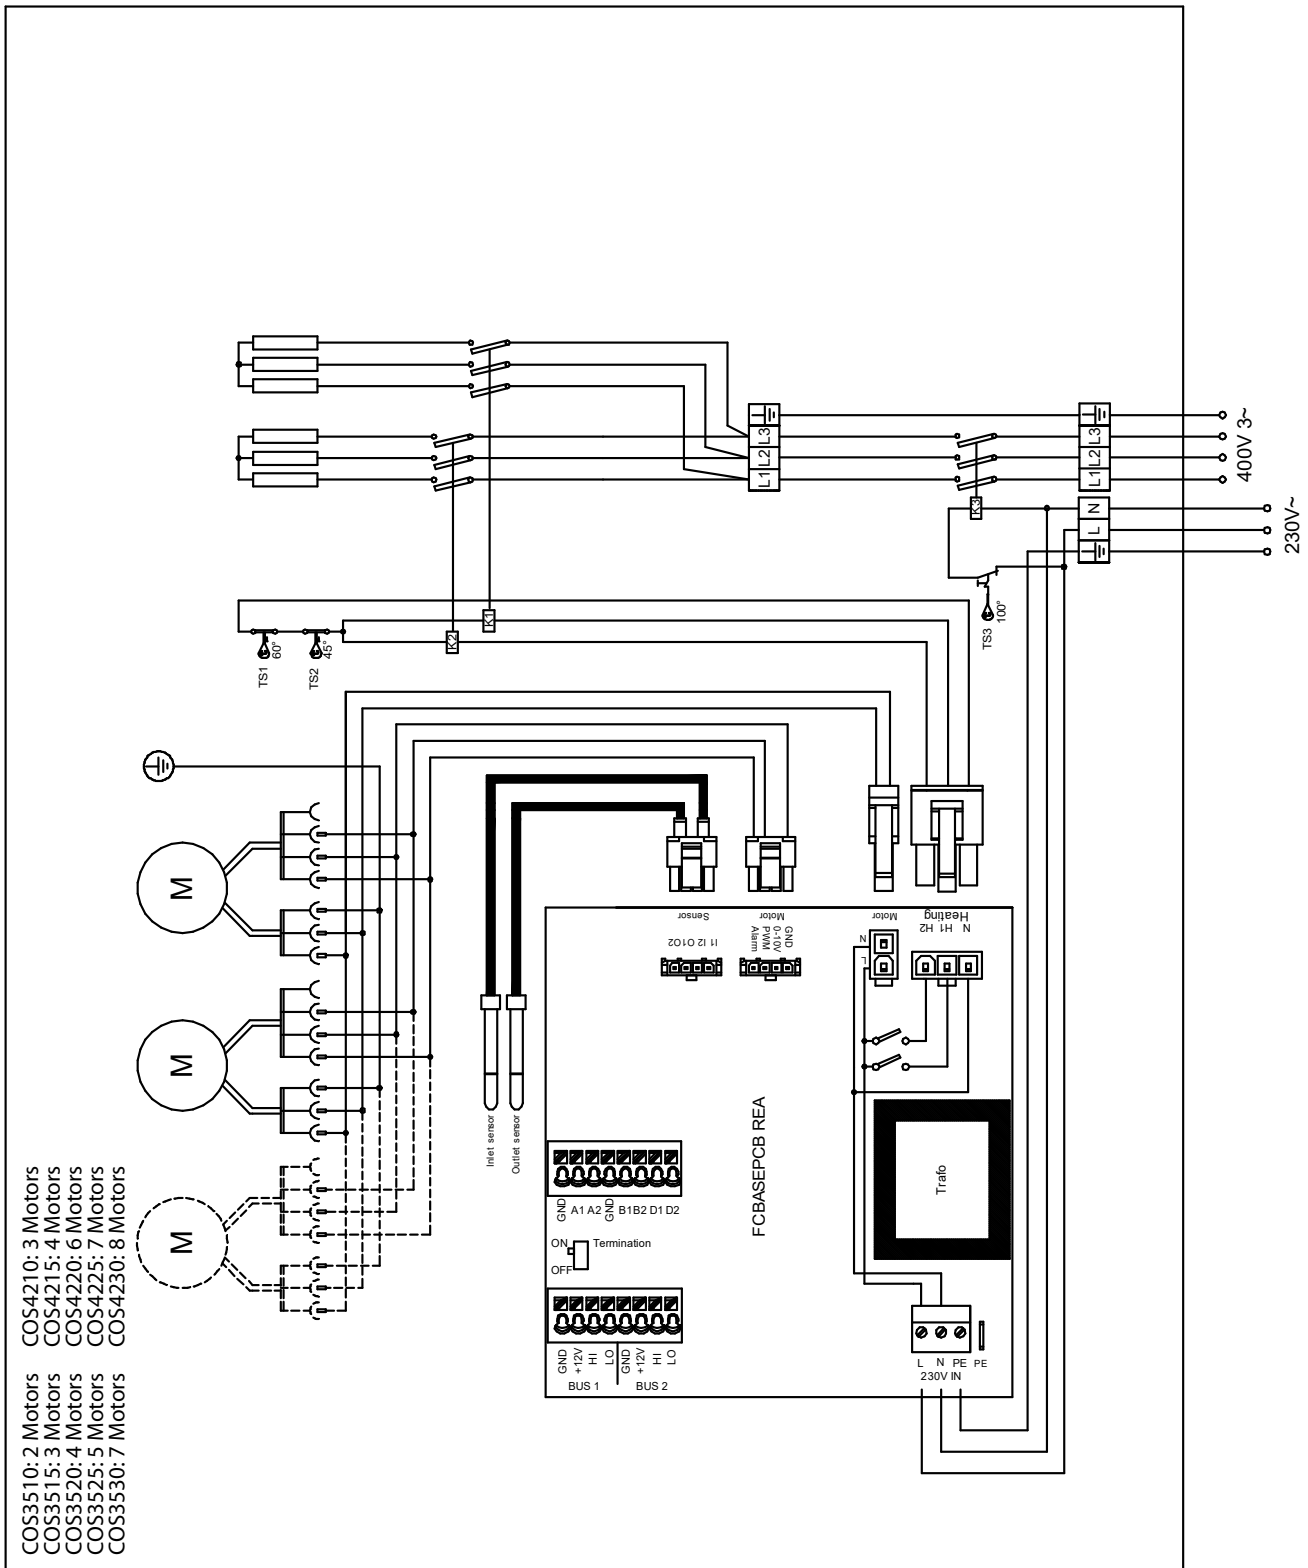 COS3510: 2 Motors COS4210: 3 Motors
COS3515: 3 Motors COS4215: 4 Motors
COS3520: 4 Motors COS4220: 6 Motors
COS3525: 5 Motors COS4225: 7 Motors
COS3530: 7 Motors COS4230: 8 Motors
M
M
M
TS1
60°
TS2
45°
K2
K1
L1 L2 L3
K3
TS3
100°
L1 L2 L3
400V 3~
L N
230V~
Inlet sensor
Outlet sensor
Sensor
I1 I2 O1O2
Motor
GND
0-10V
PWM
Alarm
Motor
N
L
Heating
N H1 H2
FCBASEPCB REA
Trafo
GND A1 A2 GND B1B2 D1 D2
ON
OFF
Termination
GND +12V HI LO GND +12V HI LO
BUS 1 BUS 2
L N PE PE
230V IN